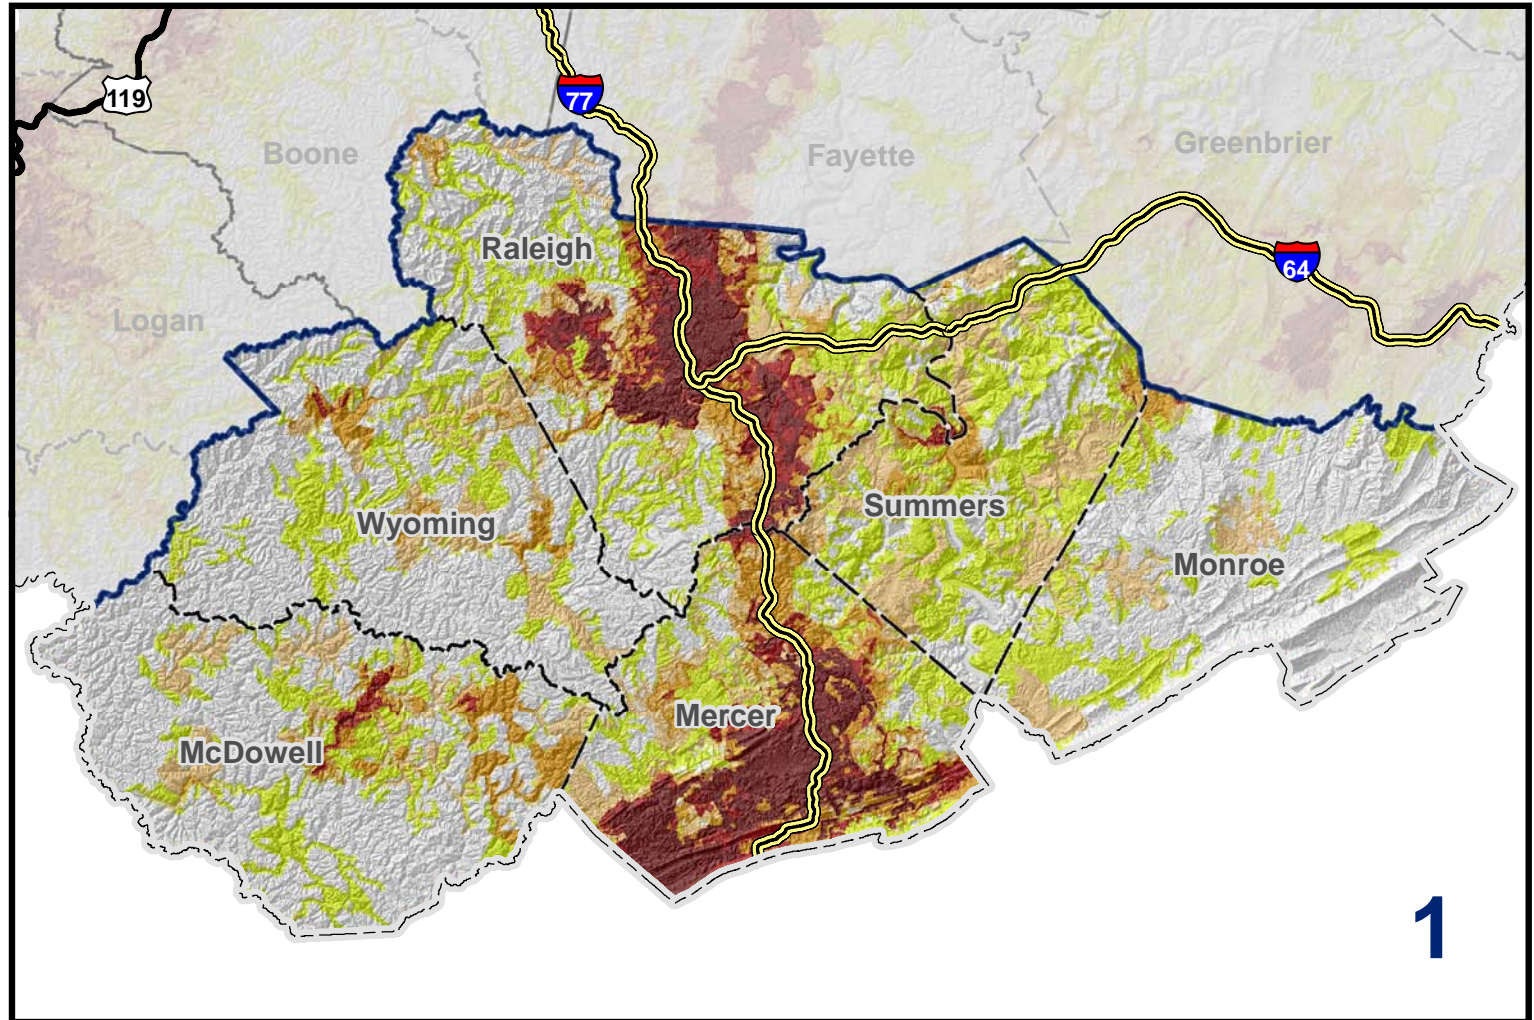 77
119
Boone
Fayette
Greenbrier
Raleigh
64
Logan
Summers
Wyoming
Monroe
Mercer
McDowell
1